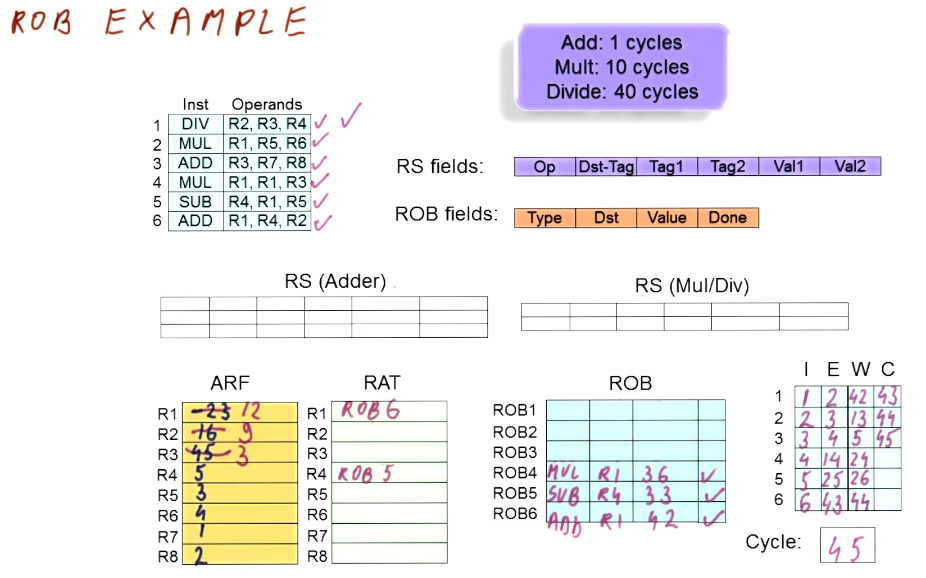 ROB EXAMPLE
Add: 1 cycles
Mult: 10 cycles
Divide: 40 cycles
Inst Operands
1 DIV R2, R3, R4 ✓ ✓
2 MUL R1, R5, R6 ✓
3 ADD R3, R7, R8 ✓
4 MUL R1, R1, R3 ✓
5 SUB R4, R1, R5 ✓
6 ADD R1, R4, R2 ✓
RS fields: Op Dst-Tag Tag1 Tag2 Val1 Val2
ROB fields: Type Dst Value Done
RS (Adder)
RS (Mul/Div)
ARF
R1 -23 12
R2 16 9
R3 45 3
R4 5
R5 3
R6 4
R7 1
R8 2
RAT
R1 ROB6
R2
R3
R4 ROB5
R5
R6
R7
R8
ROB
ROB1
ROB2
ROB3
ROB4 MUL R1 36 ✓
ROB5 SUB R4 33 ✓
ROB6 ADD R1 42 ✓
I E W C
1 1 2 42 43
2 2 3 13 44
3 3 4 5 45
4 4 14 24
5 5 25 26
6 6 43 44
Cycle: 45